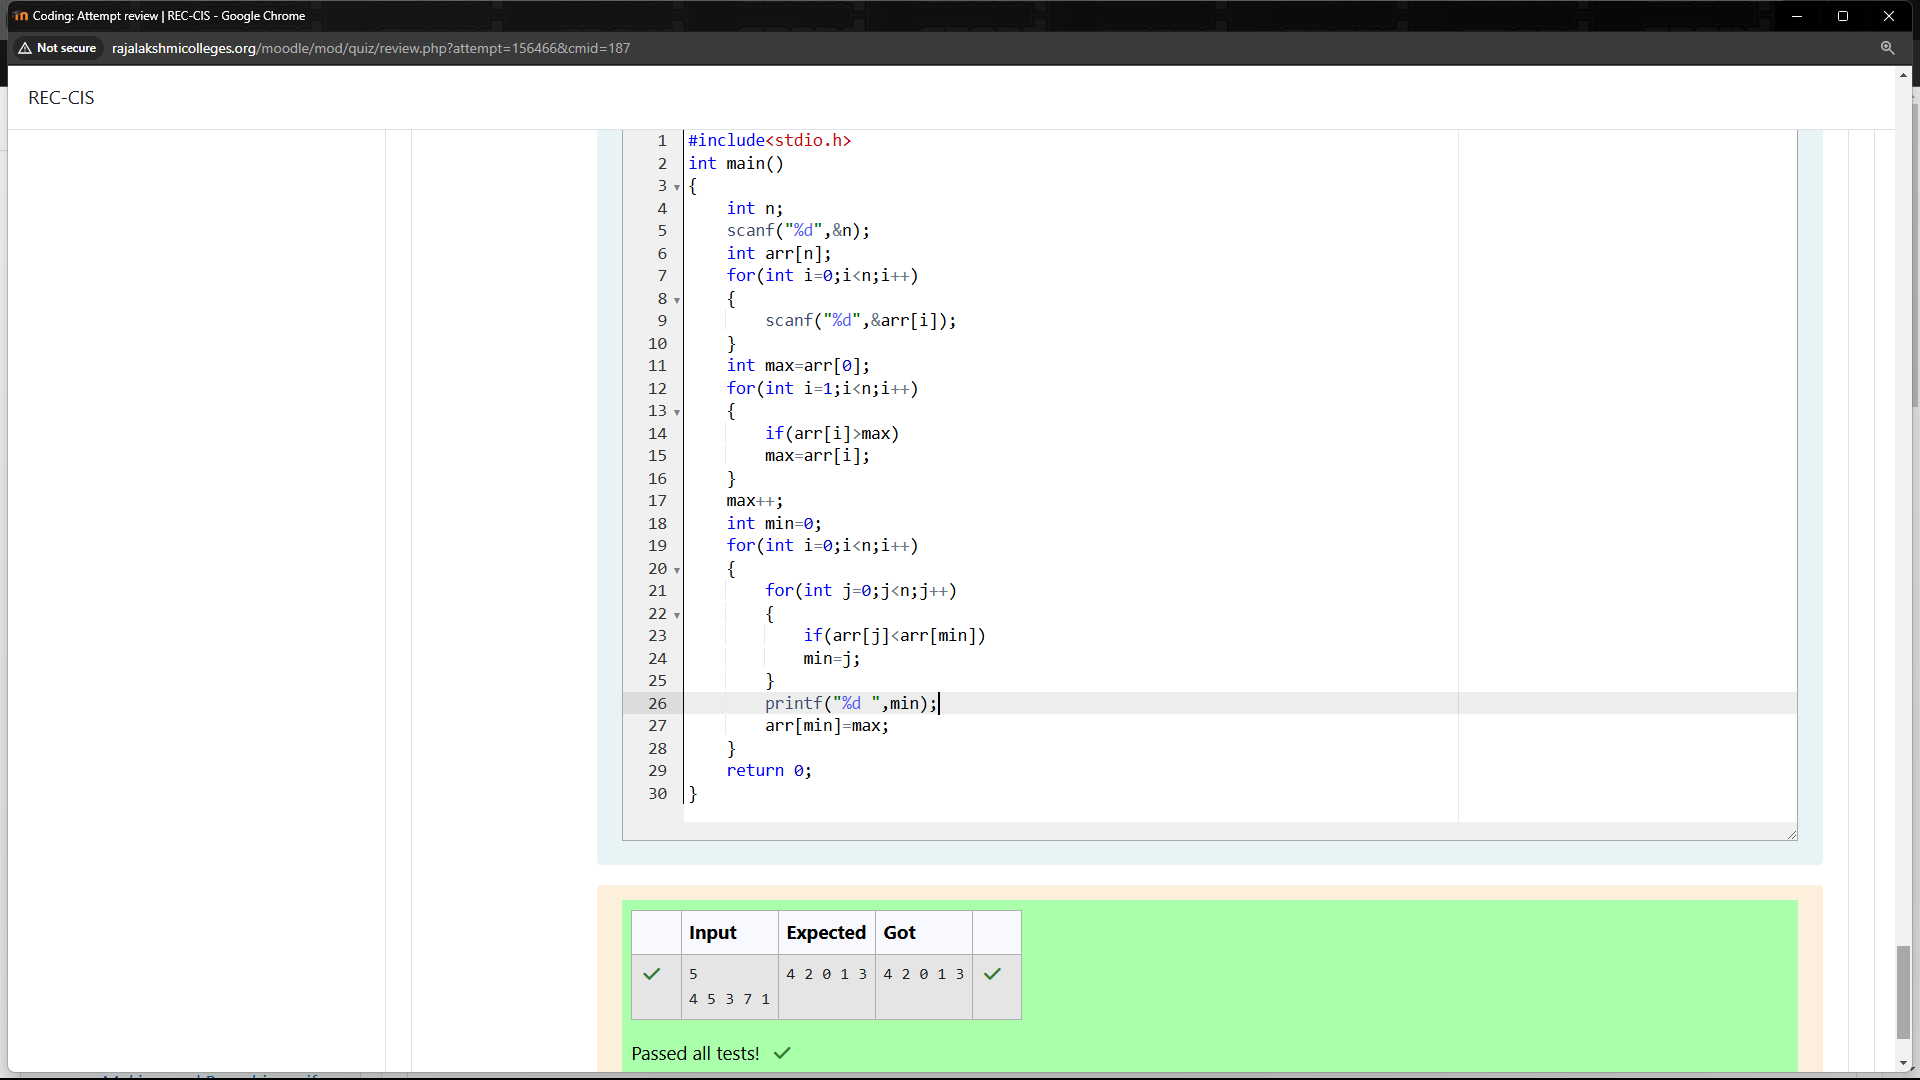 Coding: Attempt review | REC-CIS - Google Chrome
Not secure rajalakshmicolleges.org/moodle/mod/quiz/review.php?attempt=156466&cmid=187
REC-CIS
1 #include<stdio.h>
2 int main()
3 {
4 int n;
5 scanf("%d",&n);
6 int arr[n];
7 for(int i=0;i<n;i++)
8 {
9 scanf("%d",&arr[i]);
10 }
11 int max=arr[0];
12 for(int i=1;i<n;i++)
13 {
14 if(arr[i]>max)
15 max=arr[i];
16 }
17 max++;
18 int min=0;
19 for(int i=0;i<n;i++)
20 {
21 for(int j=0;j<n;j++)
22 {
23 if(arr[j]<arr[min])
24 min=j;
25 }
26 printf("%d ",min);
27 arr[min]=max;
28 }
29 return 0;
30 }
Input Expected Got
5 4 2 0 1 3 4 2 0 1 3
4 5 3 7 1
Passed all tests!